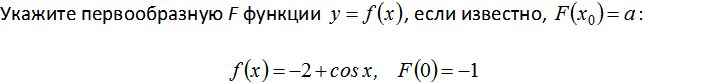 Укажите первообразную F функции y = f(x), если известно, F(x₀) = a:
f(x) = −2 + cos x,   F(0) = −1